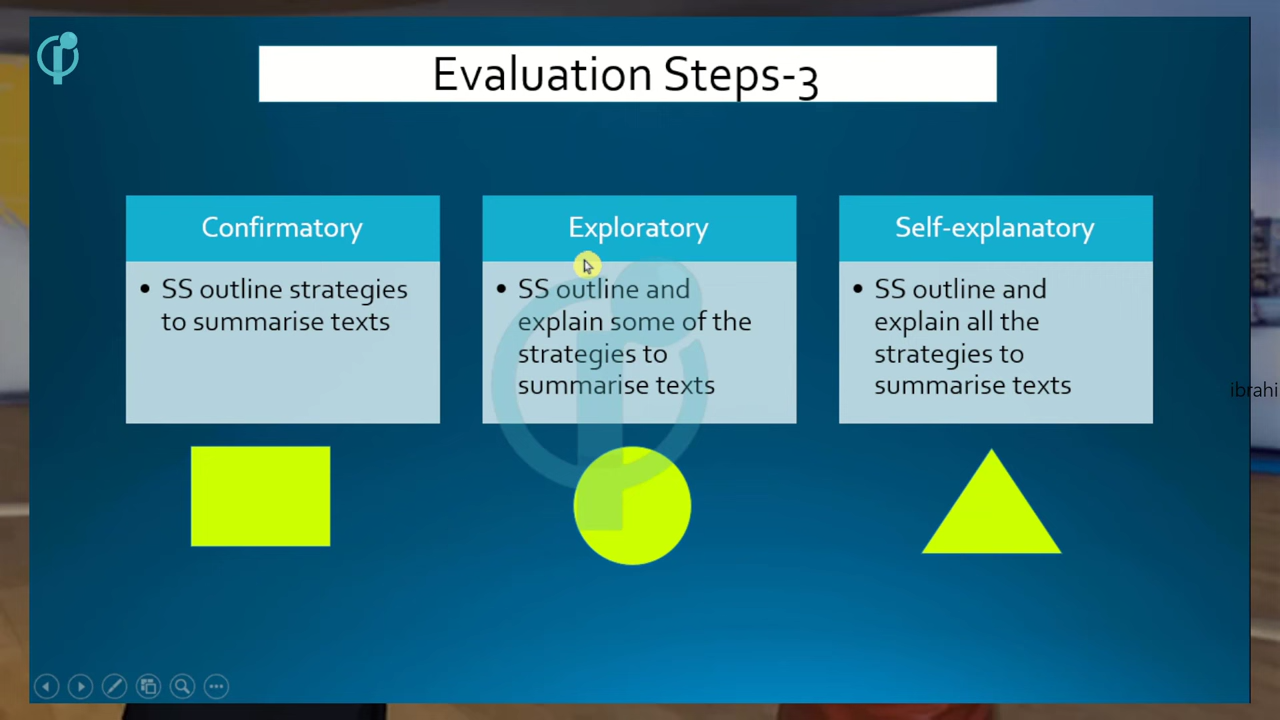 Evaluation Steps-3
Confirmatory
• SS outline strategies
to summarise texts
Exploratory
• SS outline and
explain some of the
strategies to
summarise texts
Self-explanatory
• SS outline and
explain all the
strategies to
summarise texts
ibrahi